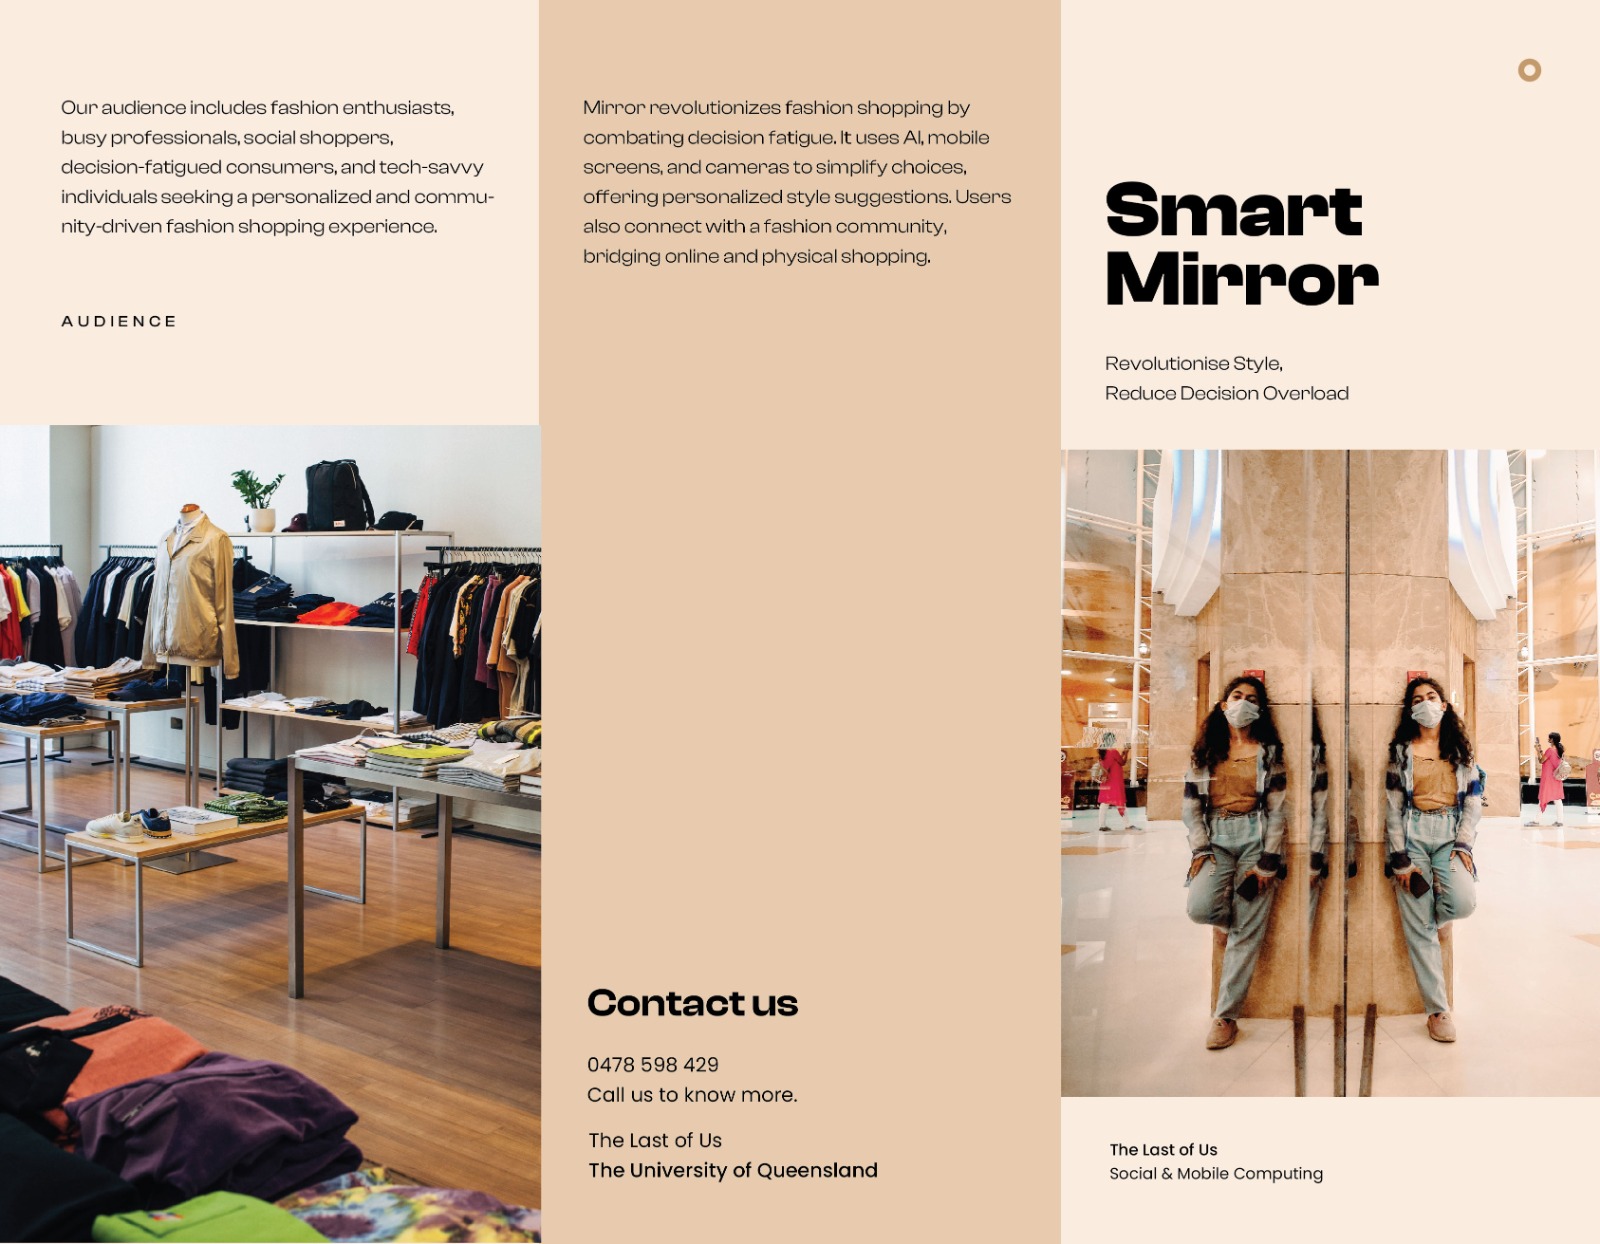 Our audience includes fashion enthusiasts,
busy professionals, social shoppers,
decision-fatigued consumers, and tech-savvy
individuals seeking a personalized and commu-
nity-driven fashion shopping experience.
AUDIENCE
Mirror revolutionizes fashion shopping by
combating decision fatigue. It uses AI, mobile
screens, and cameras to simplify choices,
offering personalized style suggestions. Users
also connect with a fashion community,
bridging online and physical shopping.
Contact us
0478 598 429
Call us to know more.
The Last of Us
The University of Queensland
Smart
Mirror
Revolutionise Style,
Reduce Decision Overload
The Last of Us
Social & Mobile Computing